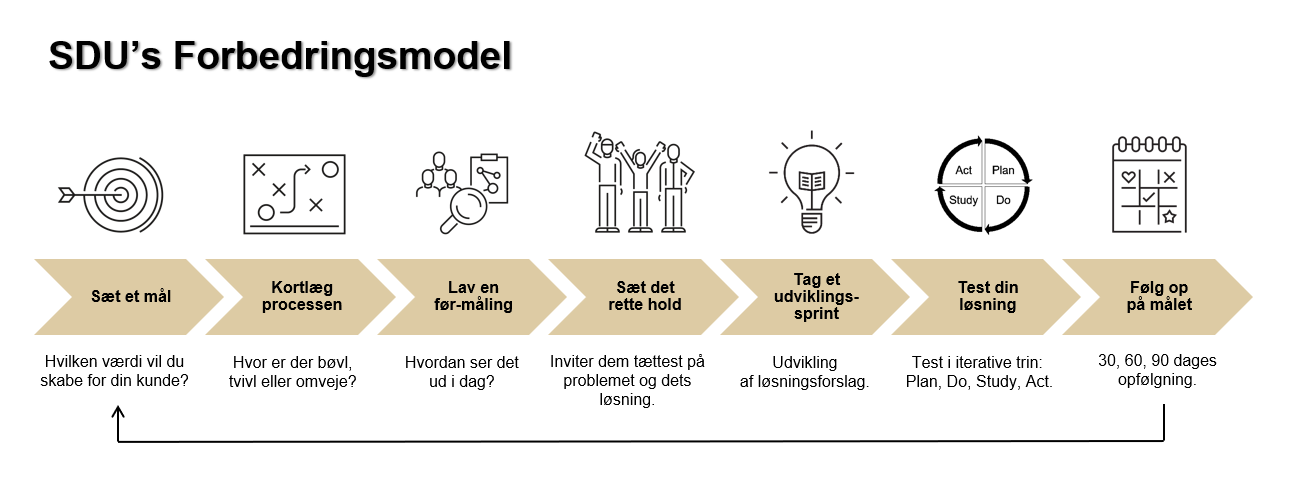 SDU’s Forbedringsmodel
Act
Plan
Study
Do
Sæt et mål
Kortlæg
processen
Lav en
før-måling
Sæt det
rette hold
Tag et
udviklings-
sprint
Test din
løsning
Følg op
på målet
Hvilken værdi vil du
skabe for din kunde?
Hvor er der bøvl,
tvivl eller omveje?
Hvordan ser det
ud i dag?
Inviter dem tættest på
problemet og dets
løsning.
Udvikling
af løsningsforslag.
Test i iterative trin:
Plan, Do, Study, Act.
30, 60, 90 dages
opfølgning.